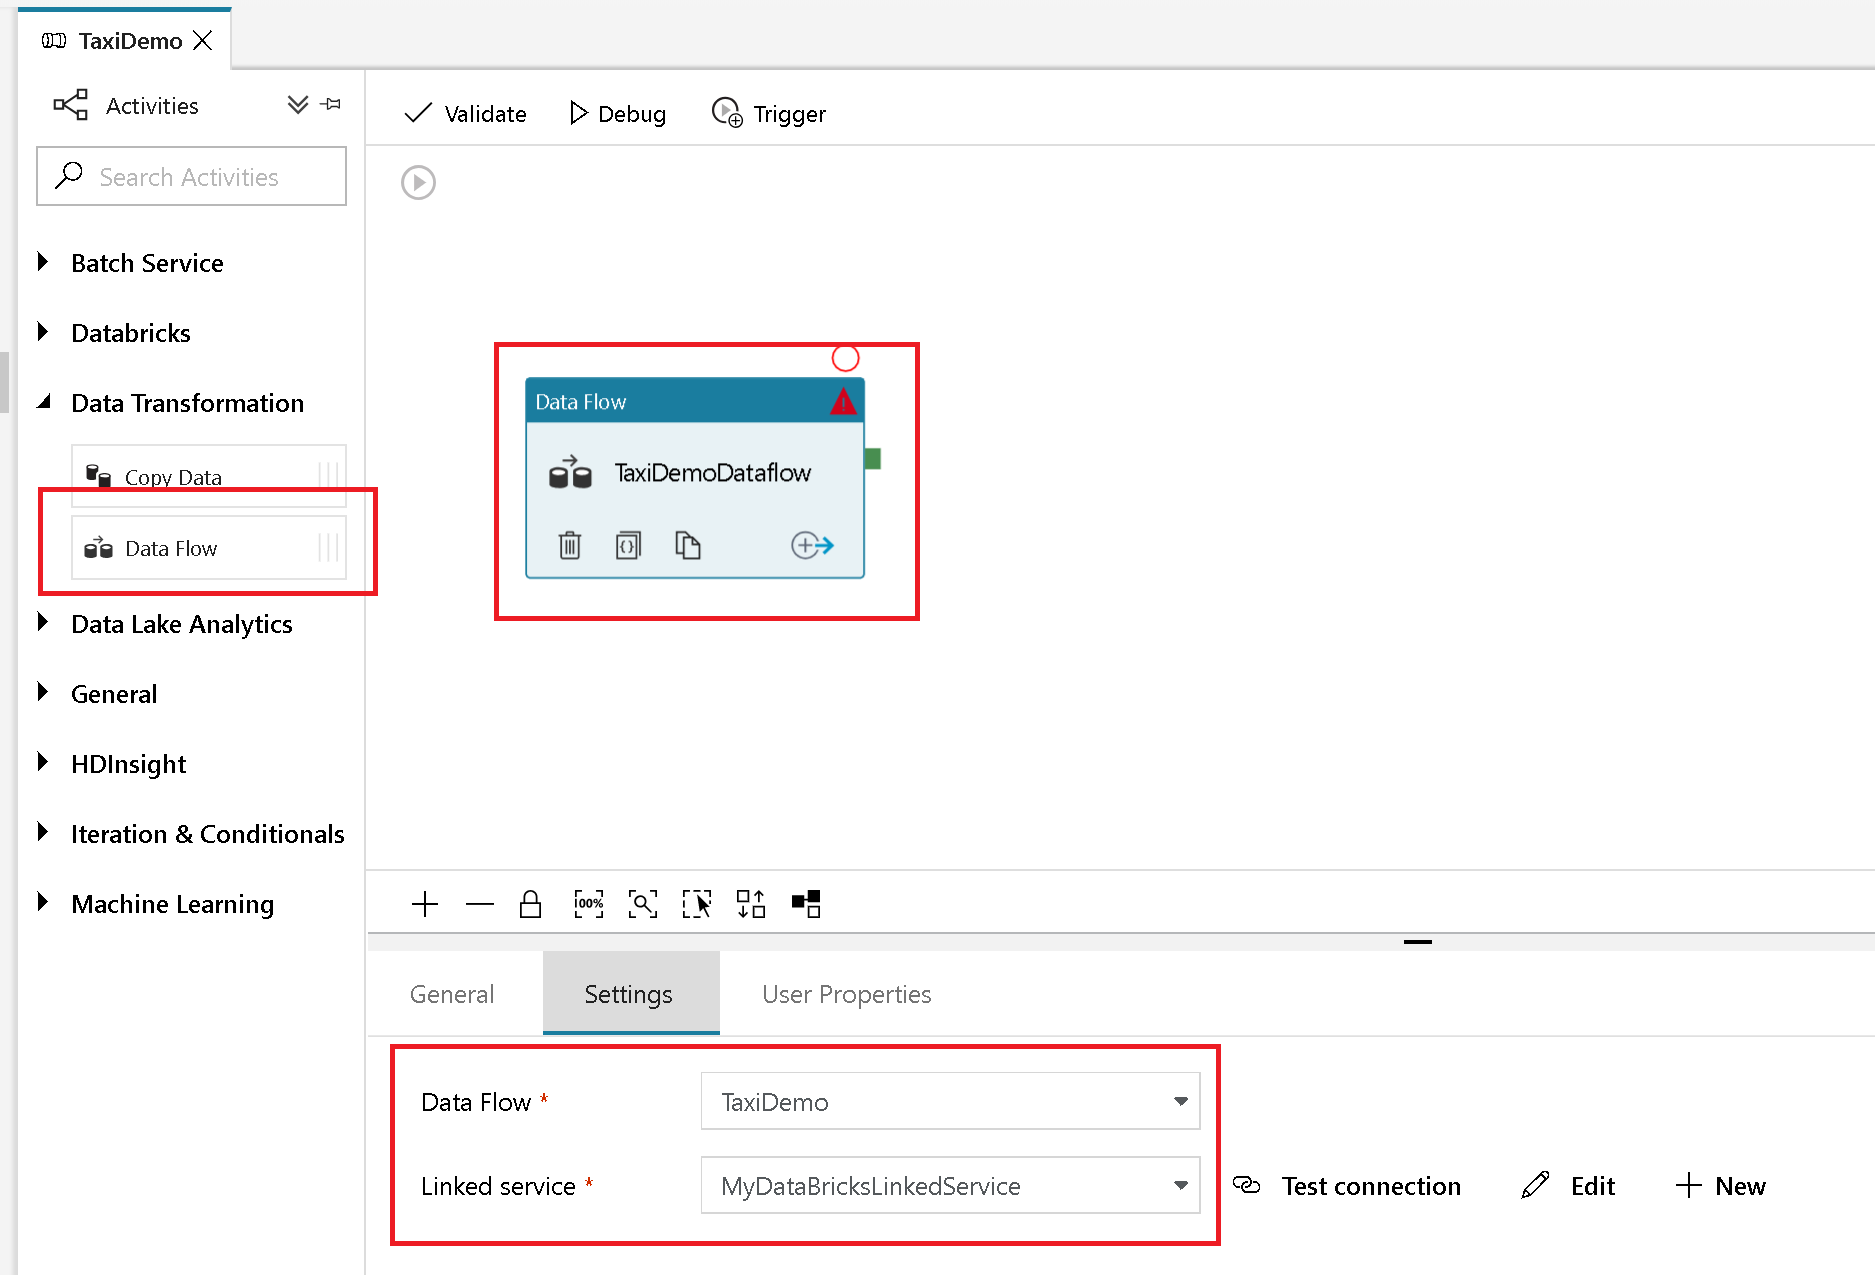 TaxiDemo
Activities
Search Activities
Batch Service
Databricks
Data Transformation
Copy Data
Data Flow
Data Lake Analytics
General
HDInsight
Iteration & Conditionals
Machine Learning
Validate Debug Trigger
Data Flow
TaxiDemoDataflow
100%
General Settings User Properties
Data Flow * TaxiDemo
Linked service * MyDataBricksLinkedService Test connection Edit New